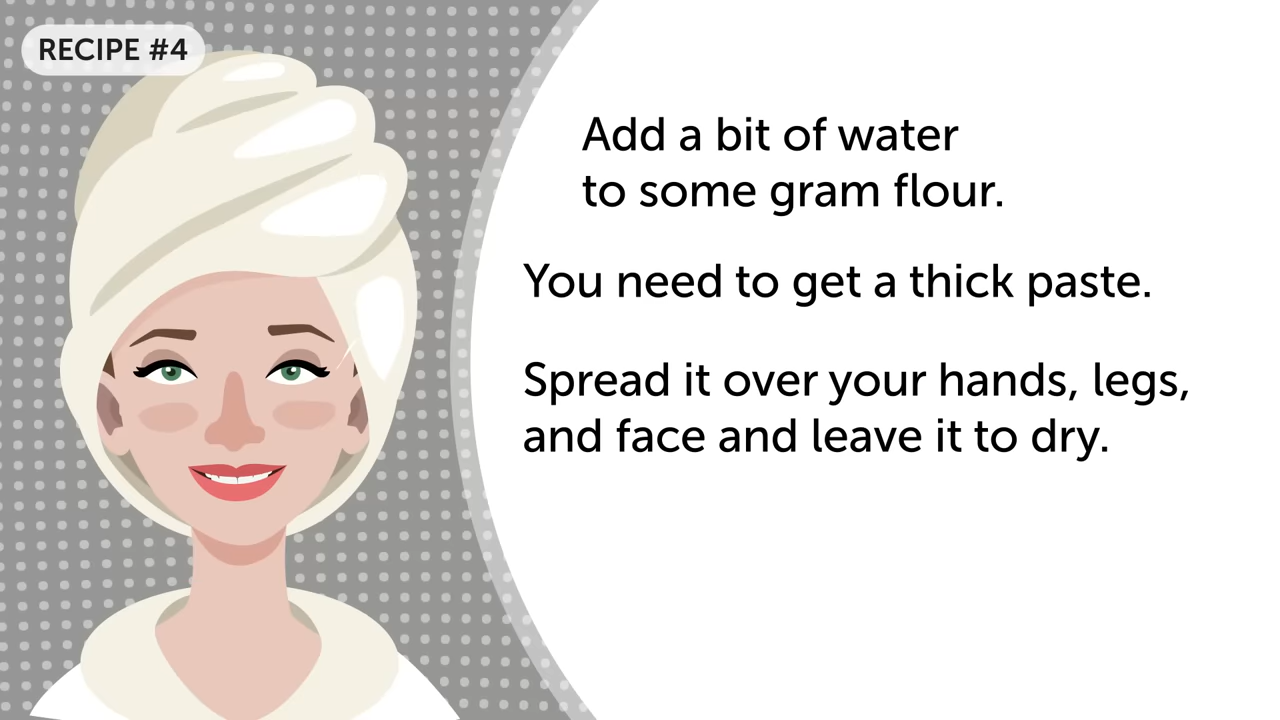 RECIPE #4
Add a bit of water
to some gram flour.
You need to get a thick paste.
Spread it over your hands, legs,
and face and leave it to dry.